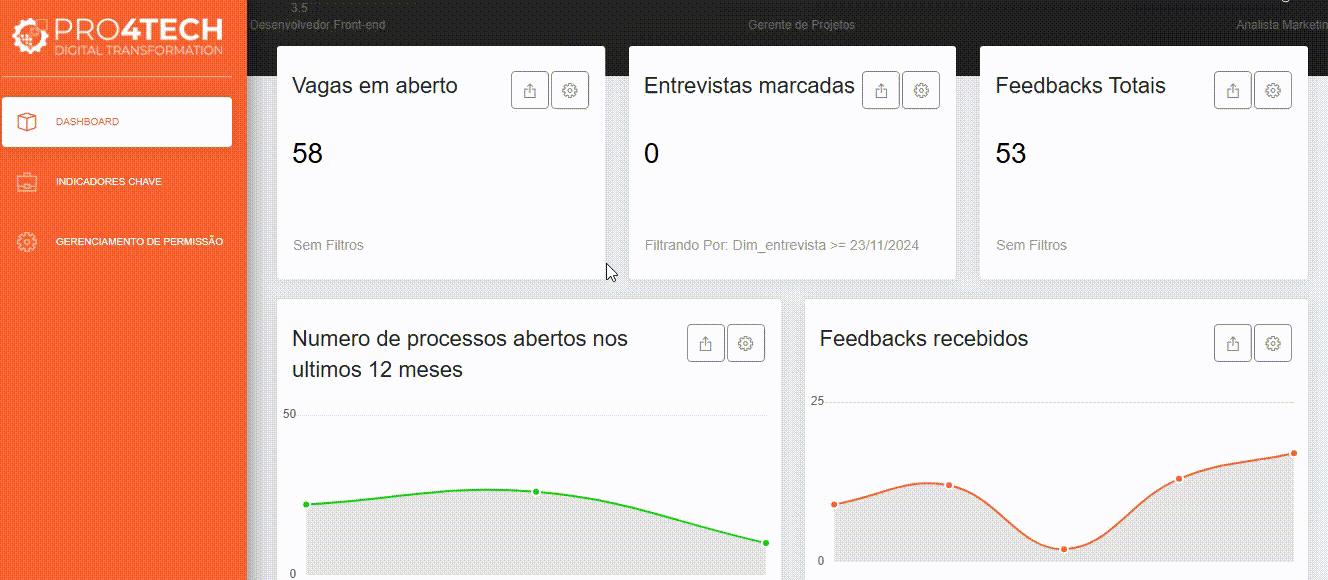 PRO4TECH
DIGITAL TRANSFORMATION
DASHBOARD
INDICADORES CHAVE
GERENCIAMENTO DE PERMISSÃO
3.5
Desenvolvedor Front-end
Gerente de Projetos
Analista Marketin
Vagas em aberto
58
Sem Filtros
Entrevistas marcadas
0
Filtrando Por: Dim_entrevista >= 23/11/2024
Feedbacks Totais
53
Sem Filtros
Numero de processos abertos nos
ultimos 12 meses
50
0
Feedbacks recebidos
25
0